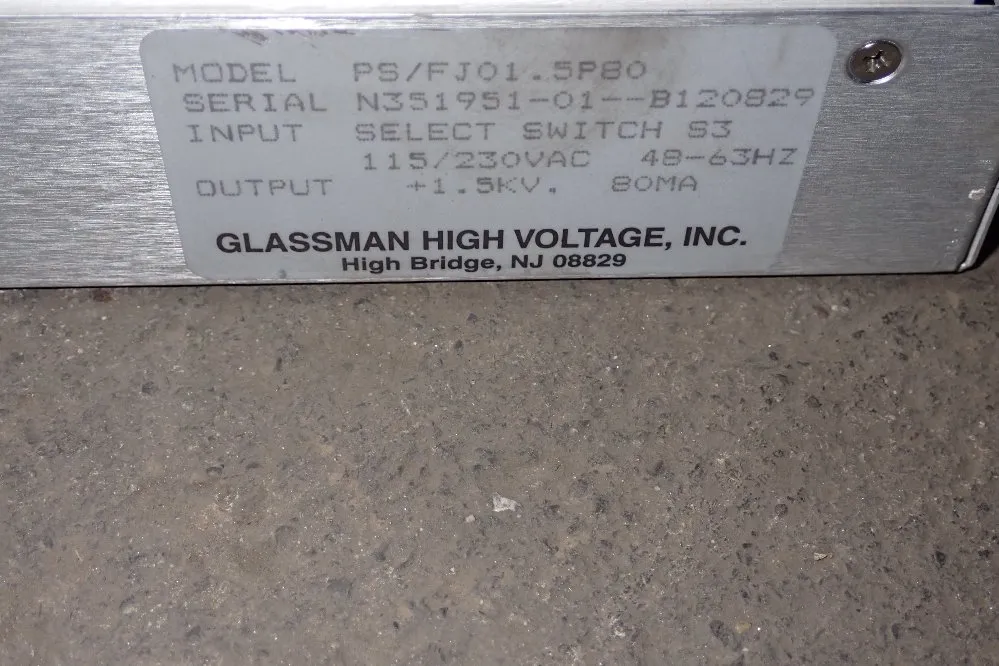 MODEL PS/FJ01.5P80
SERIAL N351951-01--B120829
INPUT SELECT SWITCH S3
115/230VAC 48-63HZ
OUTPUT +1.5KV, 80MA
GLASSMAN HIGH VOLTAGE, INC.
High Bridge, NJ 08829